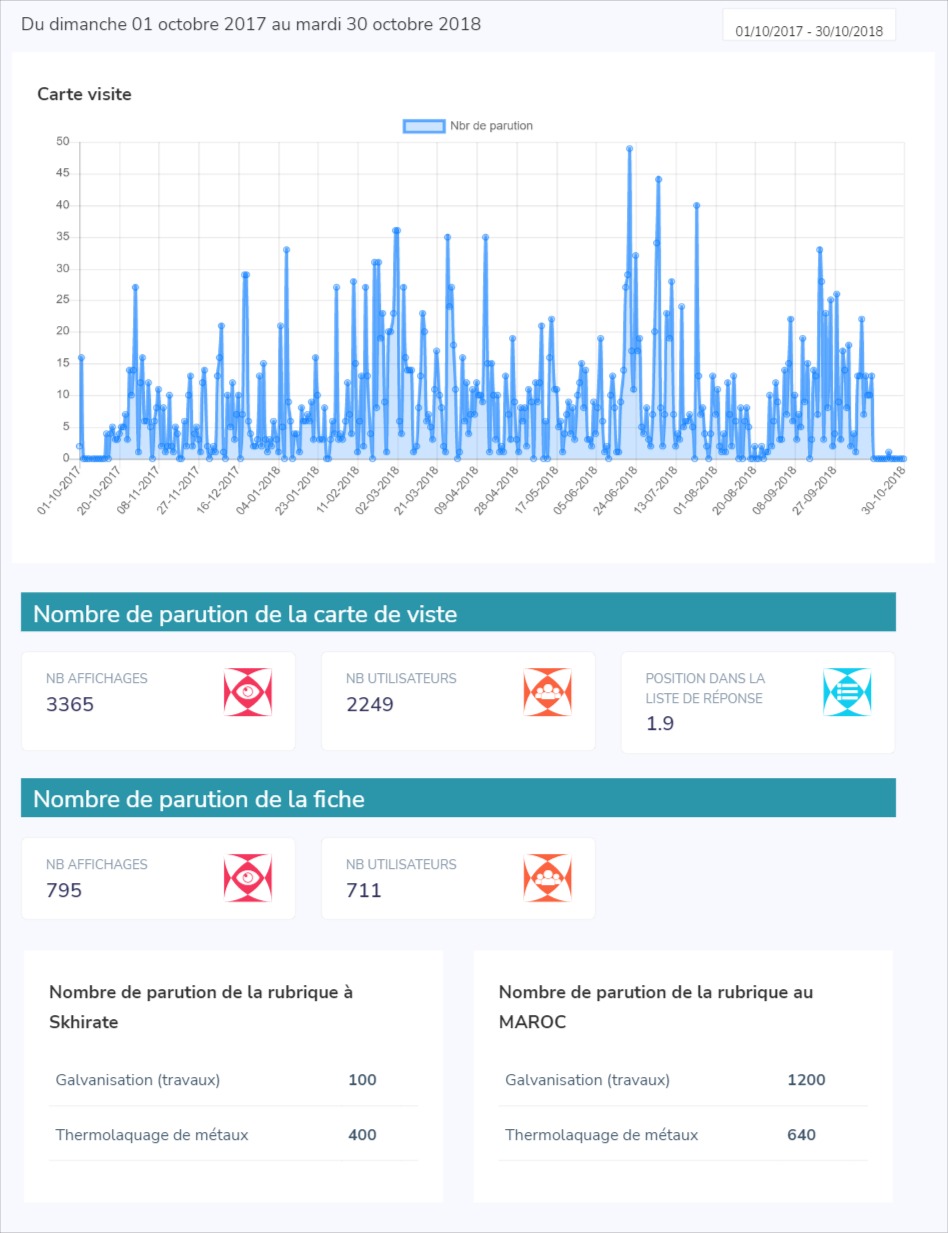 Du dimanche 01 octobre 2017 au mardi 30 octobre 2018
01/10/2017 - 30/10/2018
Carte visite
Nbr de parution
50
45
40
35
30
25
20
15
10
5
0
01-10-2017
20-10-2017
08-11-2017
27-11-2017
16-12-2017
04-01-2018
23-01-2018
11-02-2018
02-03-2018
21-03-2018
09-04-2018
28-04-2018
17-05-2018
05-06-2018
24-06-2018
13-07-2018
01-08-2018
20-08-2018
08-09-2018
27-09-2018
30-10-2018
Nombre de parution de la carte de viste
NB AFFICHAGES
3365
NB UTILISATEURS
2249
POSITION DANS LA
LISTE DE RÉPONSE
1.9
Nombre de parution de la fiche
NB AFFICHAGES
795
NB UTILISATEURS
711
Nombre de parution de la rubrique à
Skhirate
Galvanisation (travaux) 100
Thermolaquage de métaux 400
Nombre de parution de la rubrique au
MAROC
Galvanisation (travaux) 1200
Thermolaquage de métaux 640